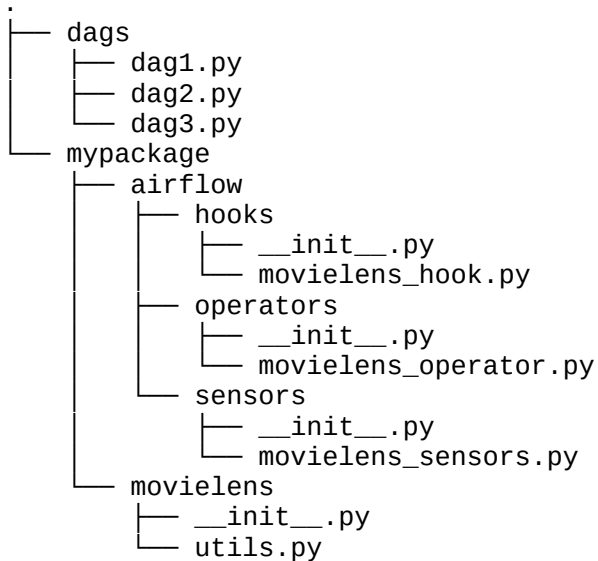 .
├── dags
│   ├── dag1.py
│   ├── dag2.py
│   └── dag3.py
└── mypackage
    ├── airflow
    │   ├── hooks
    │   │   ├── __init__.py
    │   │   └── movielens_hook.py
    │   ├── operators
    │   │   ├── __init__.py
    │   │   └── movielens_operator.py
    │   └── sensors
    │       ├── __init__.py
    │       └── movielens_sensors.py
    └── movielens
        ├── __init__.py
        └── utils.py